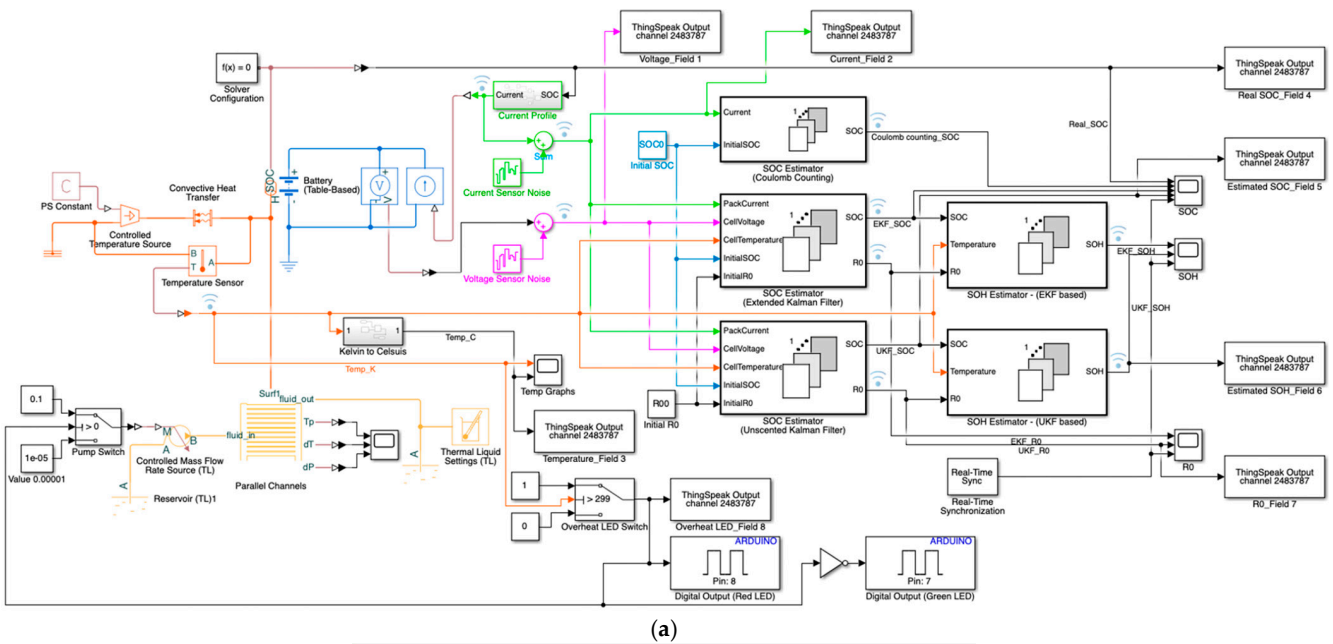 ThingSpeak Output
channel 2483787
Voltage_Field 1
ThingSpeak Output
channel 2483787
Current_Field 2
ThingSpeak Output
channel 2483787
Real SOC_Field 4
f(x) = 0
Solver
Configuration
Current
SOC
Current Profile
Current
InitialSOC
SOC
SOC Estimator
(Coulomb Counting)
Coulomb counting_SOC
Real_SOC
SOC0
Initial SOC
Sum
Current Sensor Noise
ThingSpeak Output
channel 2483787
Estimated SOC_Field 5
SOC
C
PS Constant
Convective Heat
Transfer
Controlled
Temperature Source
B
T
A
Temperature Sensor
SOC
H
+
-
Battery
(Table-Based)
V
V
Voltage Sensor Noise
PackCurrent
CellVoltage
CellTemperature
InitialSOC
InitialR0
SOC
R0
SOC Estimator
(Extended Kalman Filter)
EKF_SOC
SOC
Temperature
R0
SOH
SOH Estimator - (EKF based)
EKF_SOH
SOH
UKF_SOH
1
1
Kelvin to Celsuis
Temp_C
Temp_K
Temp Graphs
PackCurrent
CellVoltage
CellTemperature
InitialSOC
InitialR0
SOC
R0
SOC Estimator
(Unscented Kalman Filter)
UKF_SOC
SOC
Temperature
R0
SOH
SOH Estimator - (UKF based)
ThingSpeak Output
channel 2483787
Estimated SOH_Field 6
R00
Initial R0
0.1
> 0
1e-05
Value 0.00001
Pump Switch
M
A
B
Controlled Mass Flow
Rate Source (TL)
A
Reservoir (TL)1
Surf1
fluid_out
fluid_in
Tp
dT
dP
Parallel Channels
A
Thermal Liquid
Settings (TL)
ThingSpeak Output
channel 2483787
Temperature_Field 3
EKF_R0
UKF_R0
R0
Real-Time
Sync
Real-Time
Synchronization
ThingSpeak Output
channel 2483787
R0_Field 7
1
> 299
0
Overheat LED Switch
ThingSpeak Output
channel 2483787
Overheat LED_Field 8
ARDUINO
Pin: 8
Digital Output (Red LED)
ARDUINO
Pin: 7
Digital Output (Green LED)
(a)